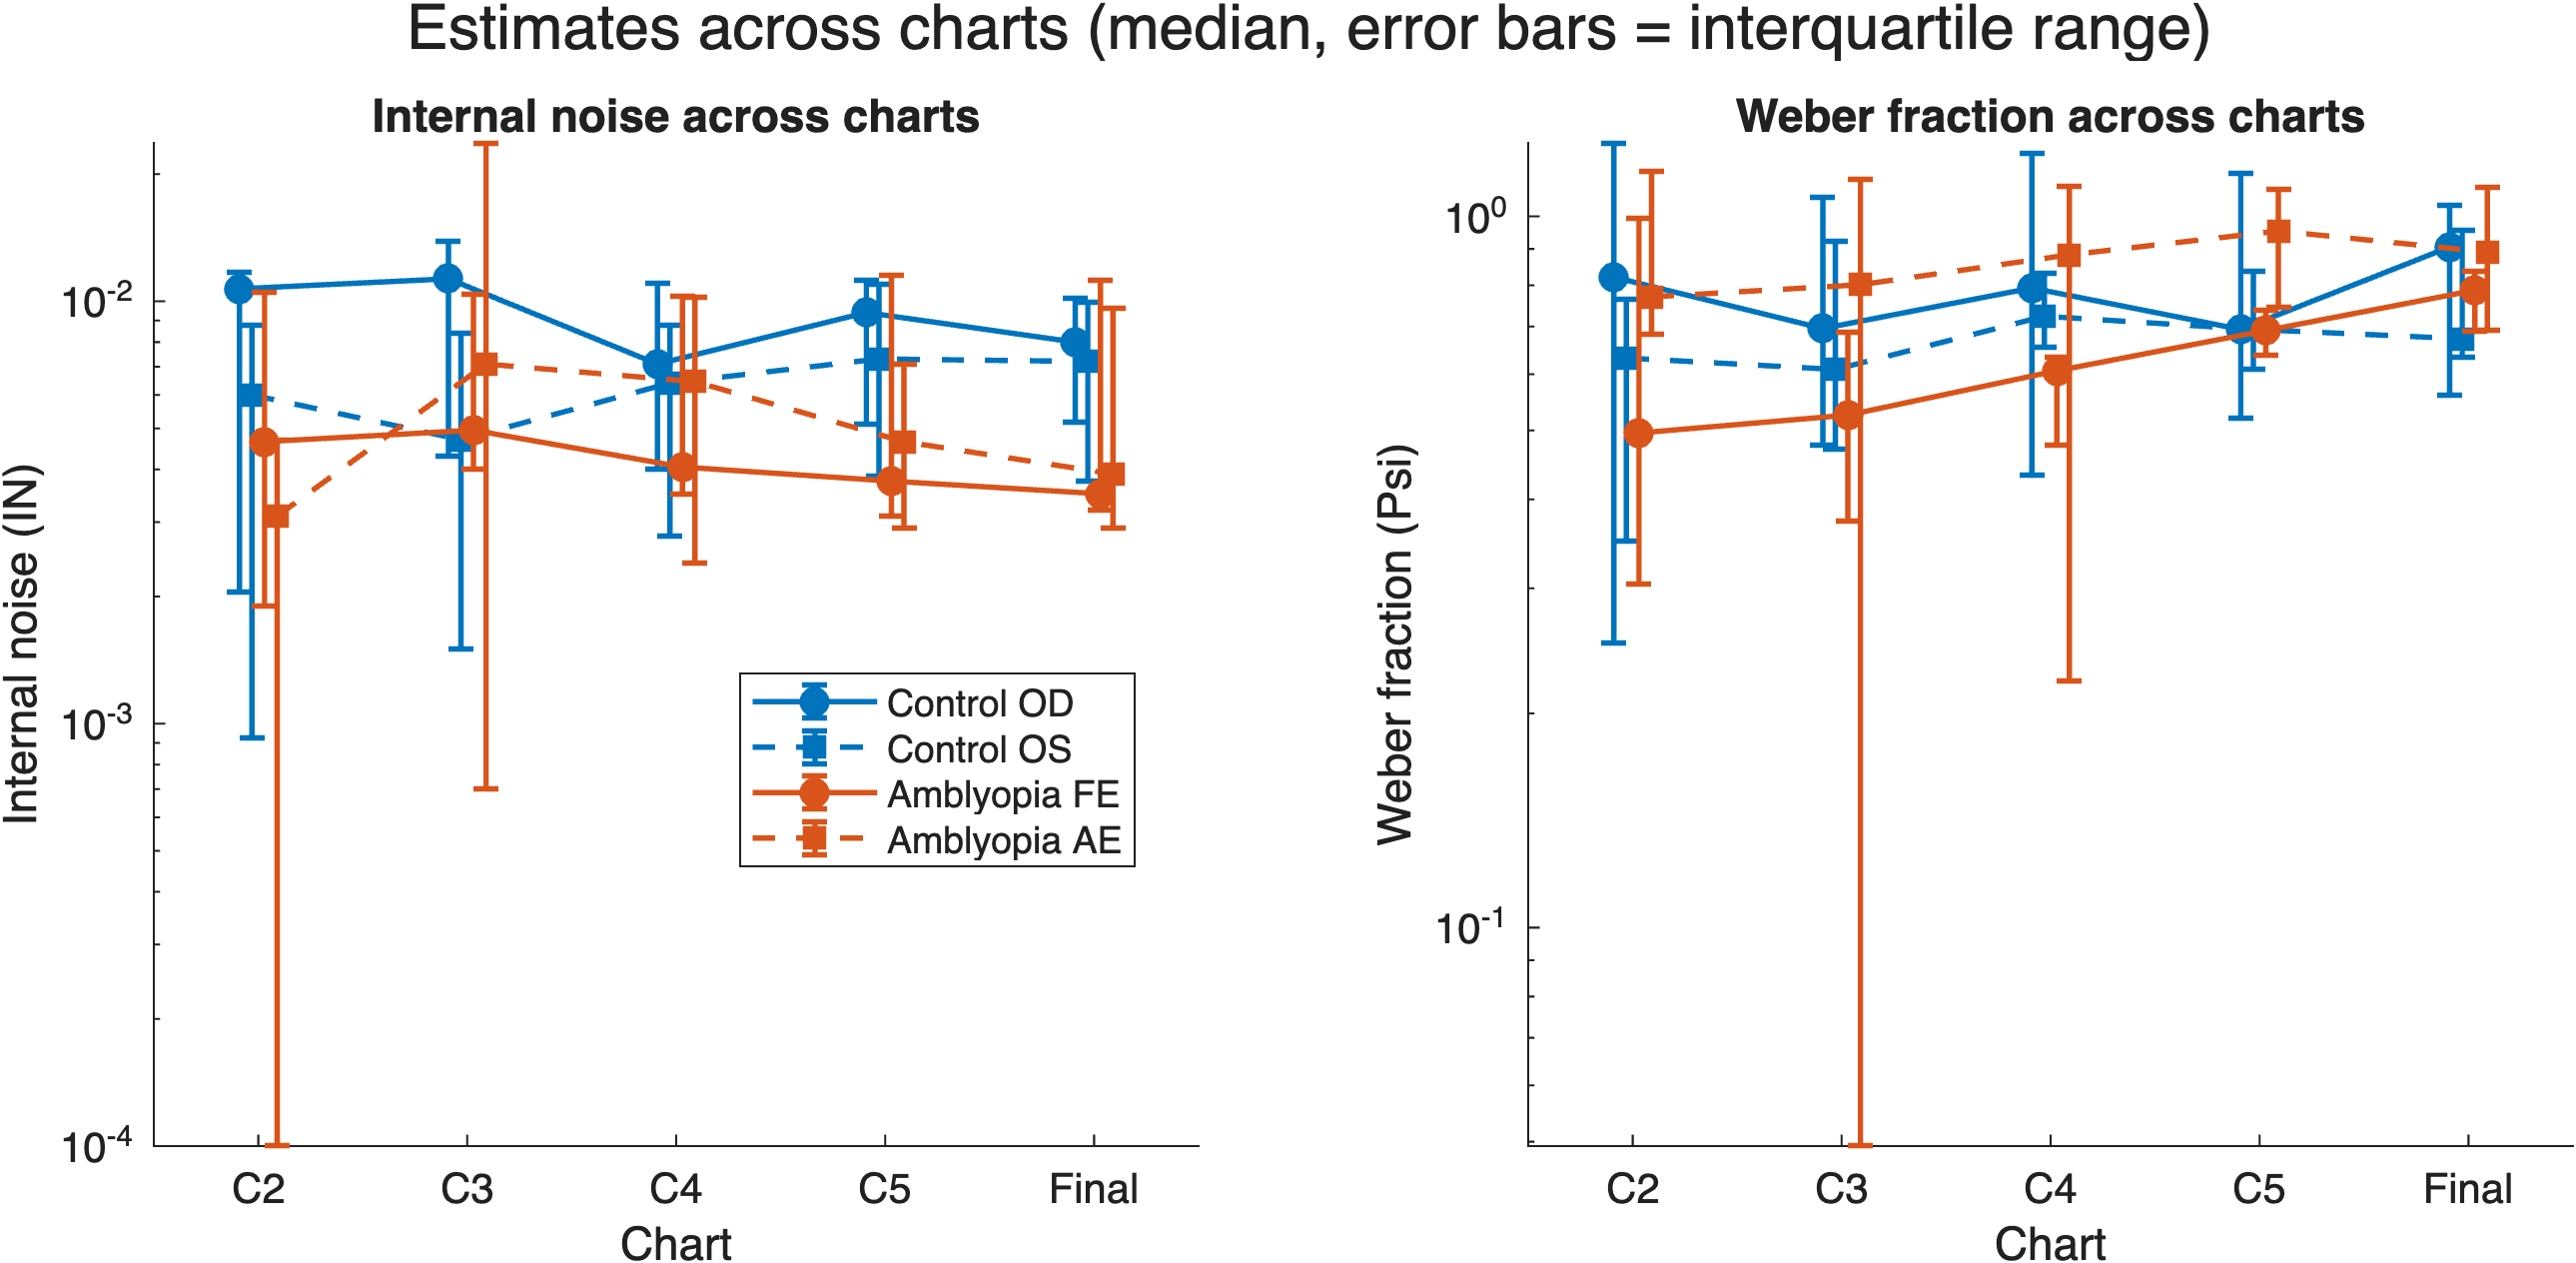 Estimates across charts (median, error bars = interquartile range)
Internal noise across charts
Internal noise (IN)
10⁻²
10⁻³
10⁻⁴
C2 C3 C4 C5 Final
Chart
Control OD
Control OS
Amblyopia FE
Amblyopia AE
Weber fraction across charts
Weber fraction (Psi)
10⁰
10⁻¹
C2 C3 C4 C5 Final
Chart